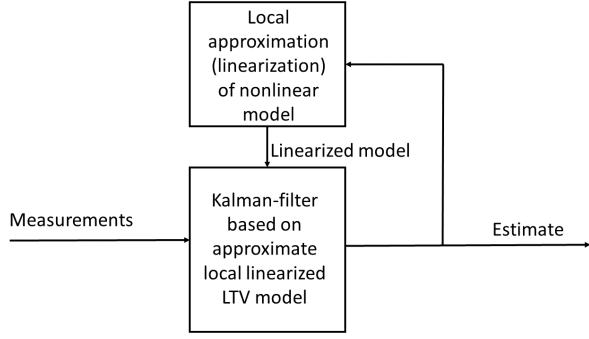 Local
approximation
(linearization)
of nonlinear
model
Linearized model
Measurements
Kalman-filter
based on
approximate
local linearized
LTV model
Estimate